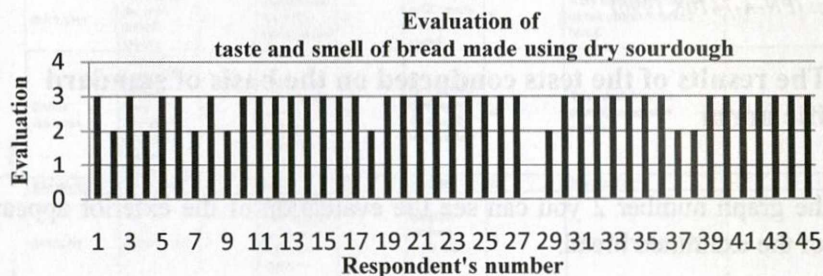 The results of the tests conducted on the basis of standard
Evaluation of
taste and smell of bread made using dry sourdough
Evaluation
4
3
2
1
0
1 3 5 7 9 11 13 15 17 19 21 23 25 27 29 31 33 35 37 39 41 43 45
Respondent's number
the graph number 2 you can see the evaluation of the exterior appear